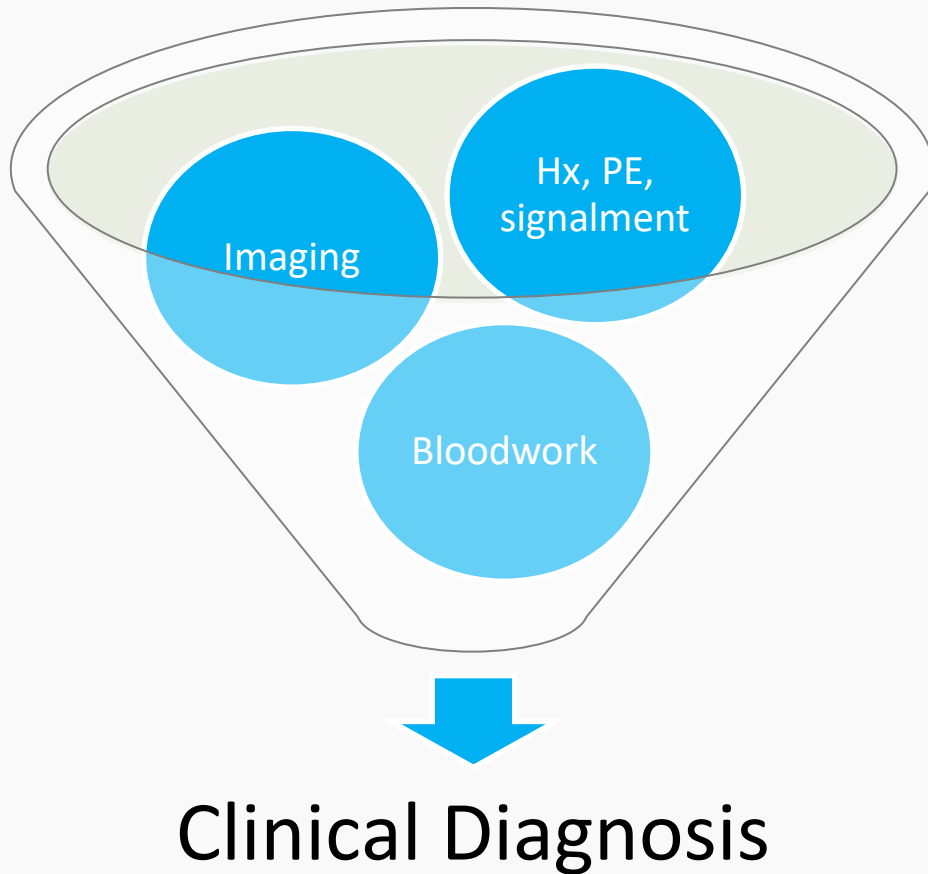 Hx, PE,
signalment
Imaging
Bloodwork
Clinical Diagnosis